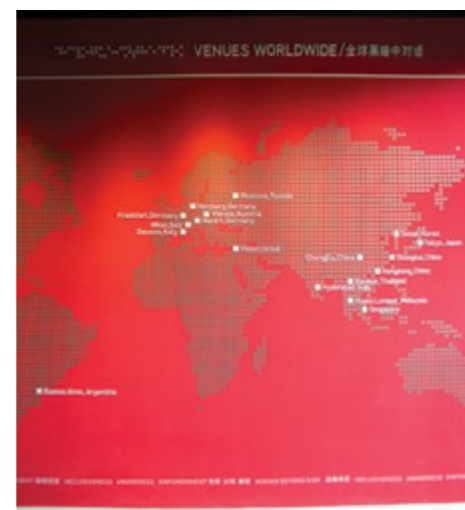 VENUES WORLDWIDE/全球黑暗中对话
Moscow, Russia
Hamburg, Germany
Frankfurt, Germany
Vienna, Austria
Munich, Germany
Milan, Italy
Genova, Italy
Holon, Israel
Seoul, Korea
Tokyo, Japan
ChengDu, China
Shanghai, China
Hongkong, China
Bangkok, Thailand
Hyderabad, India
Kuala Lumpur, Malaysia
Singapore
Buenos Aires, Argentina
INCLUSIVENESS AWARENESS EMPOWERMENT